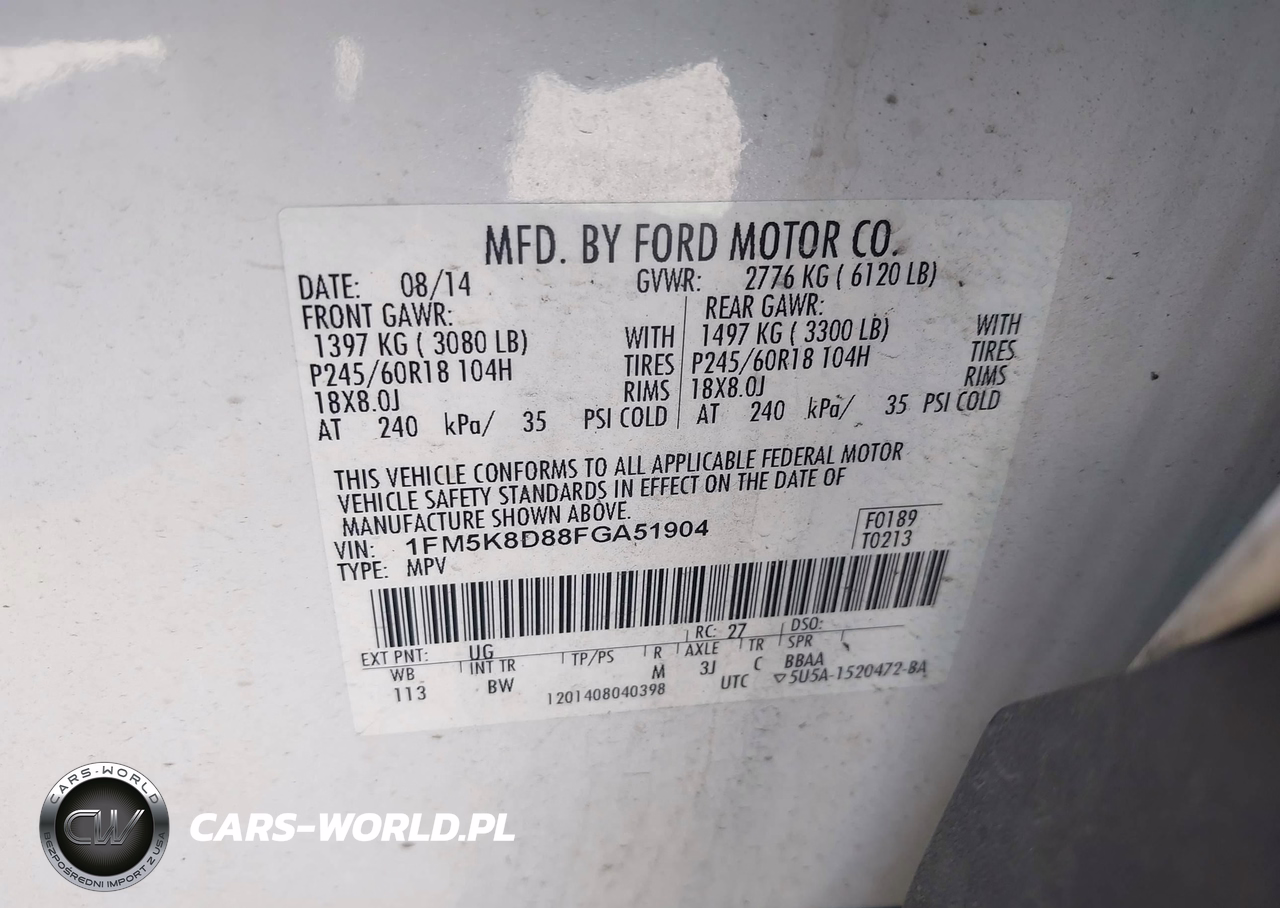 MFD. BY FORD MOTOR CO.
DATE: 08/14 GVWR: 2776 KG ( 6120 LB)
FRONT GAWR: REAR GAWR:
1397 KG ( 3080 LB) WITH 1497 KG ( 3300 LB) WITH
P245/60R18 104H TIRES P245/60R18 104H TIRES
18X8.0J RIMS 18X8.0J RIMS
AT 240 kPa/ 35 PSI COLD AT 240 kPa/ 35 PSI COLD
THIS VEHICLE CONFORMS TO ALL APPLICABLE FEDERAL MOTOR
VEHICLE SAFETY STANDARDS IN EFFECT ON THE DATE OF
MANUFACTURE SHOWN ABOVE.
VIN: 1FM5K8D88FGA51904 F0189
TYPE: MPV T0213
EXT PNT: UG RC: 27 DSO:
WB INT TR TP/PS R AXLE TR SPR
113 BW M 3J C BBAA
1201408040398 UTC ▽5U5A-1520472-BA
CARS-WORLD
CW
BEZPOŚREDNI IMPORT Z USA
CARS-WORLD.PL